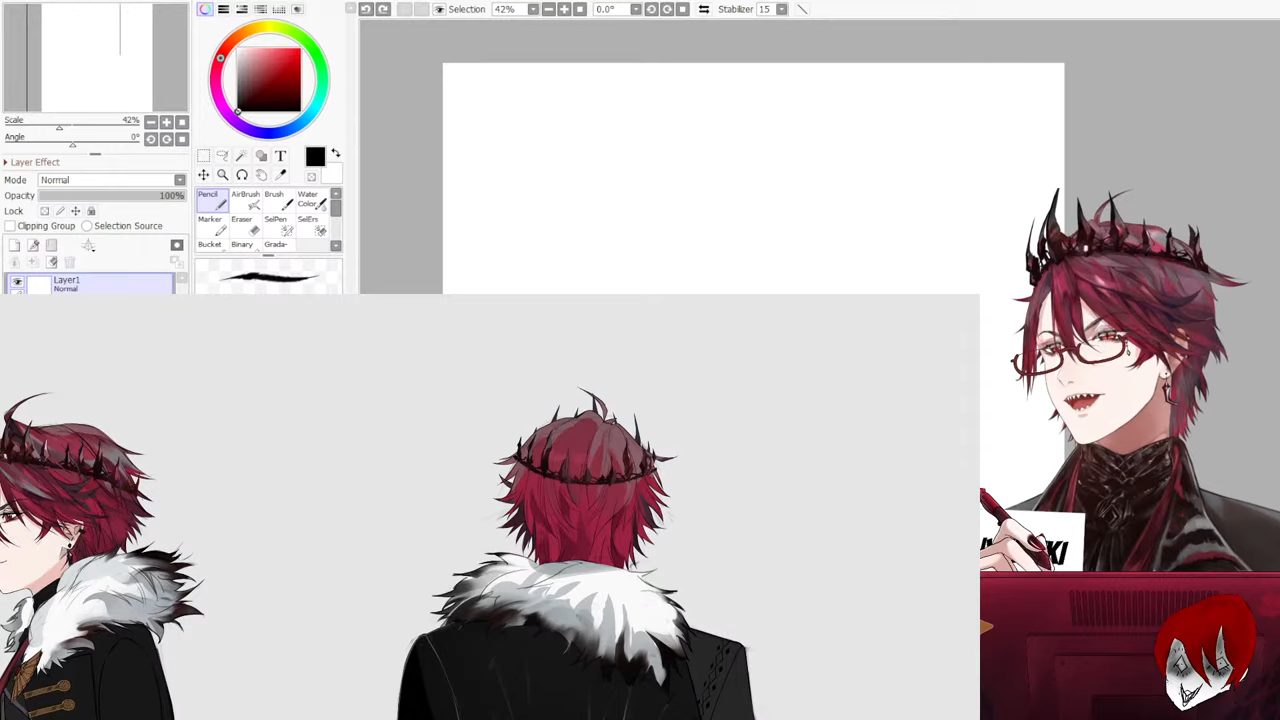 Selection 42% 0.0° Stabilizer 15
Scale 42%
Angle 0°
Layer Effect
Mode Normal
Opacity 100%
Lock
Clipping Group Selection Source
Layer1
Normal
T
Pencil AirBrush Brush Water Color
Marker Eraser SelPen SelErs
Bucket Binary Grada-
KI